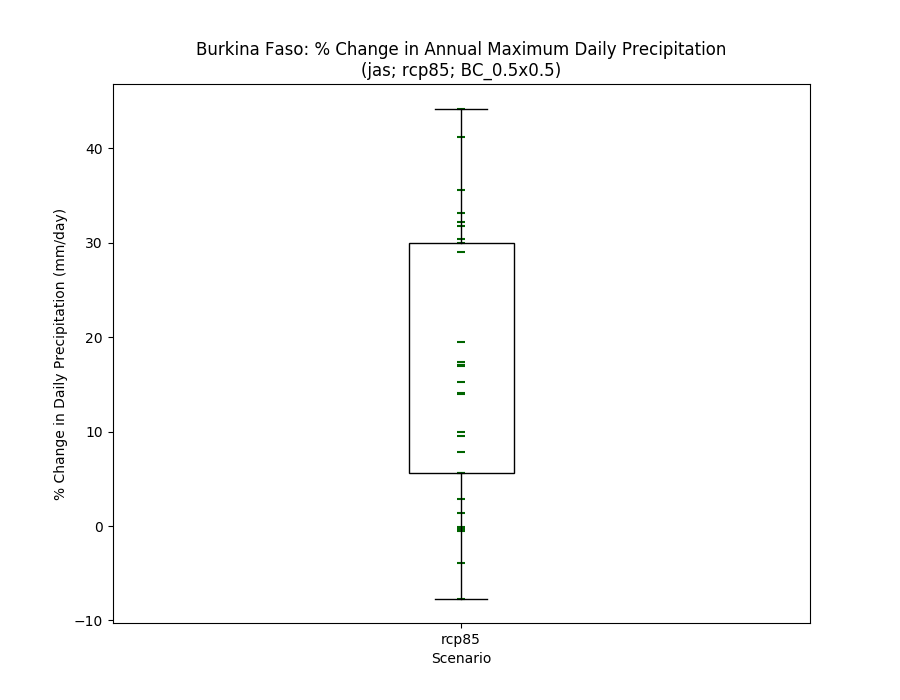 Burkina Faso: % Change in Annual Maximum Daily Precipitation
(jas; rcp85; BC_0.5x0.5)
% Change in Daily Precipitation (mm/day)
40
30
20
10
0
−10
rcp85
Scenario